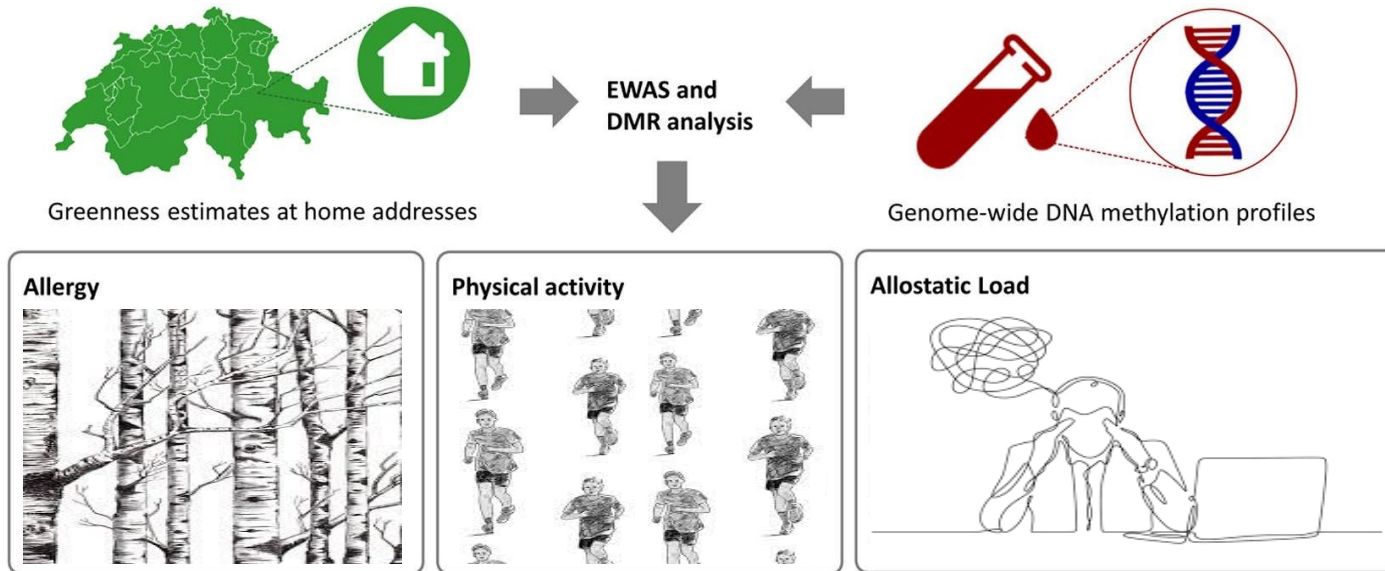 EWAS and
DMR analysis
Greenness estimates at home addresses
Genome-wide DNA methylation profiles
Allergy
Physical activity
Allostatic Load